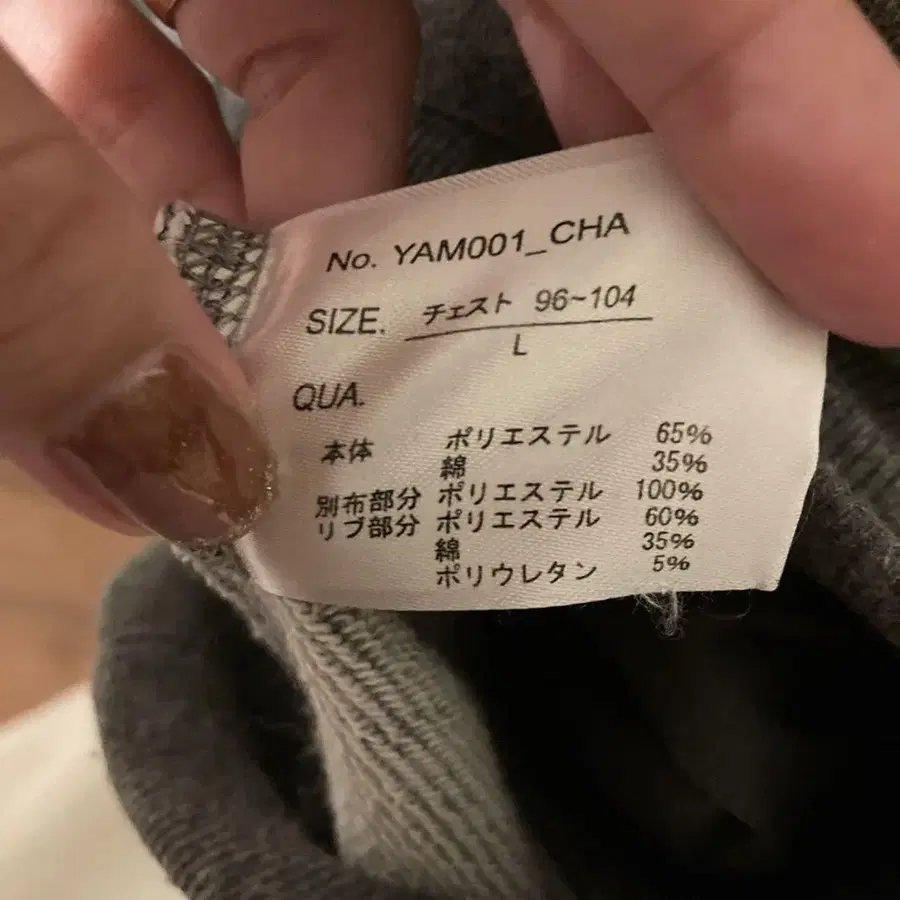 No. YAM001_CHA
SIZE. チェスト 96~104
L
QUA.
本体 ポリエステル 65%
綿 35%
別布部分 ポリエステル 100%
リブ部分 ポリエステル 60%
綿 35%
ポリウレタン 5%